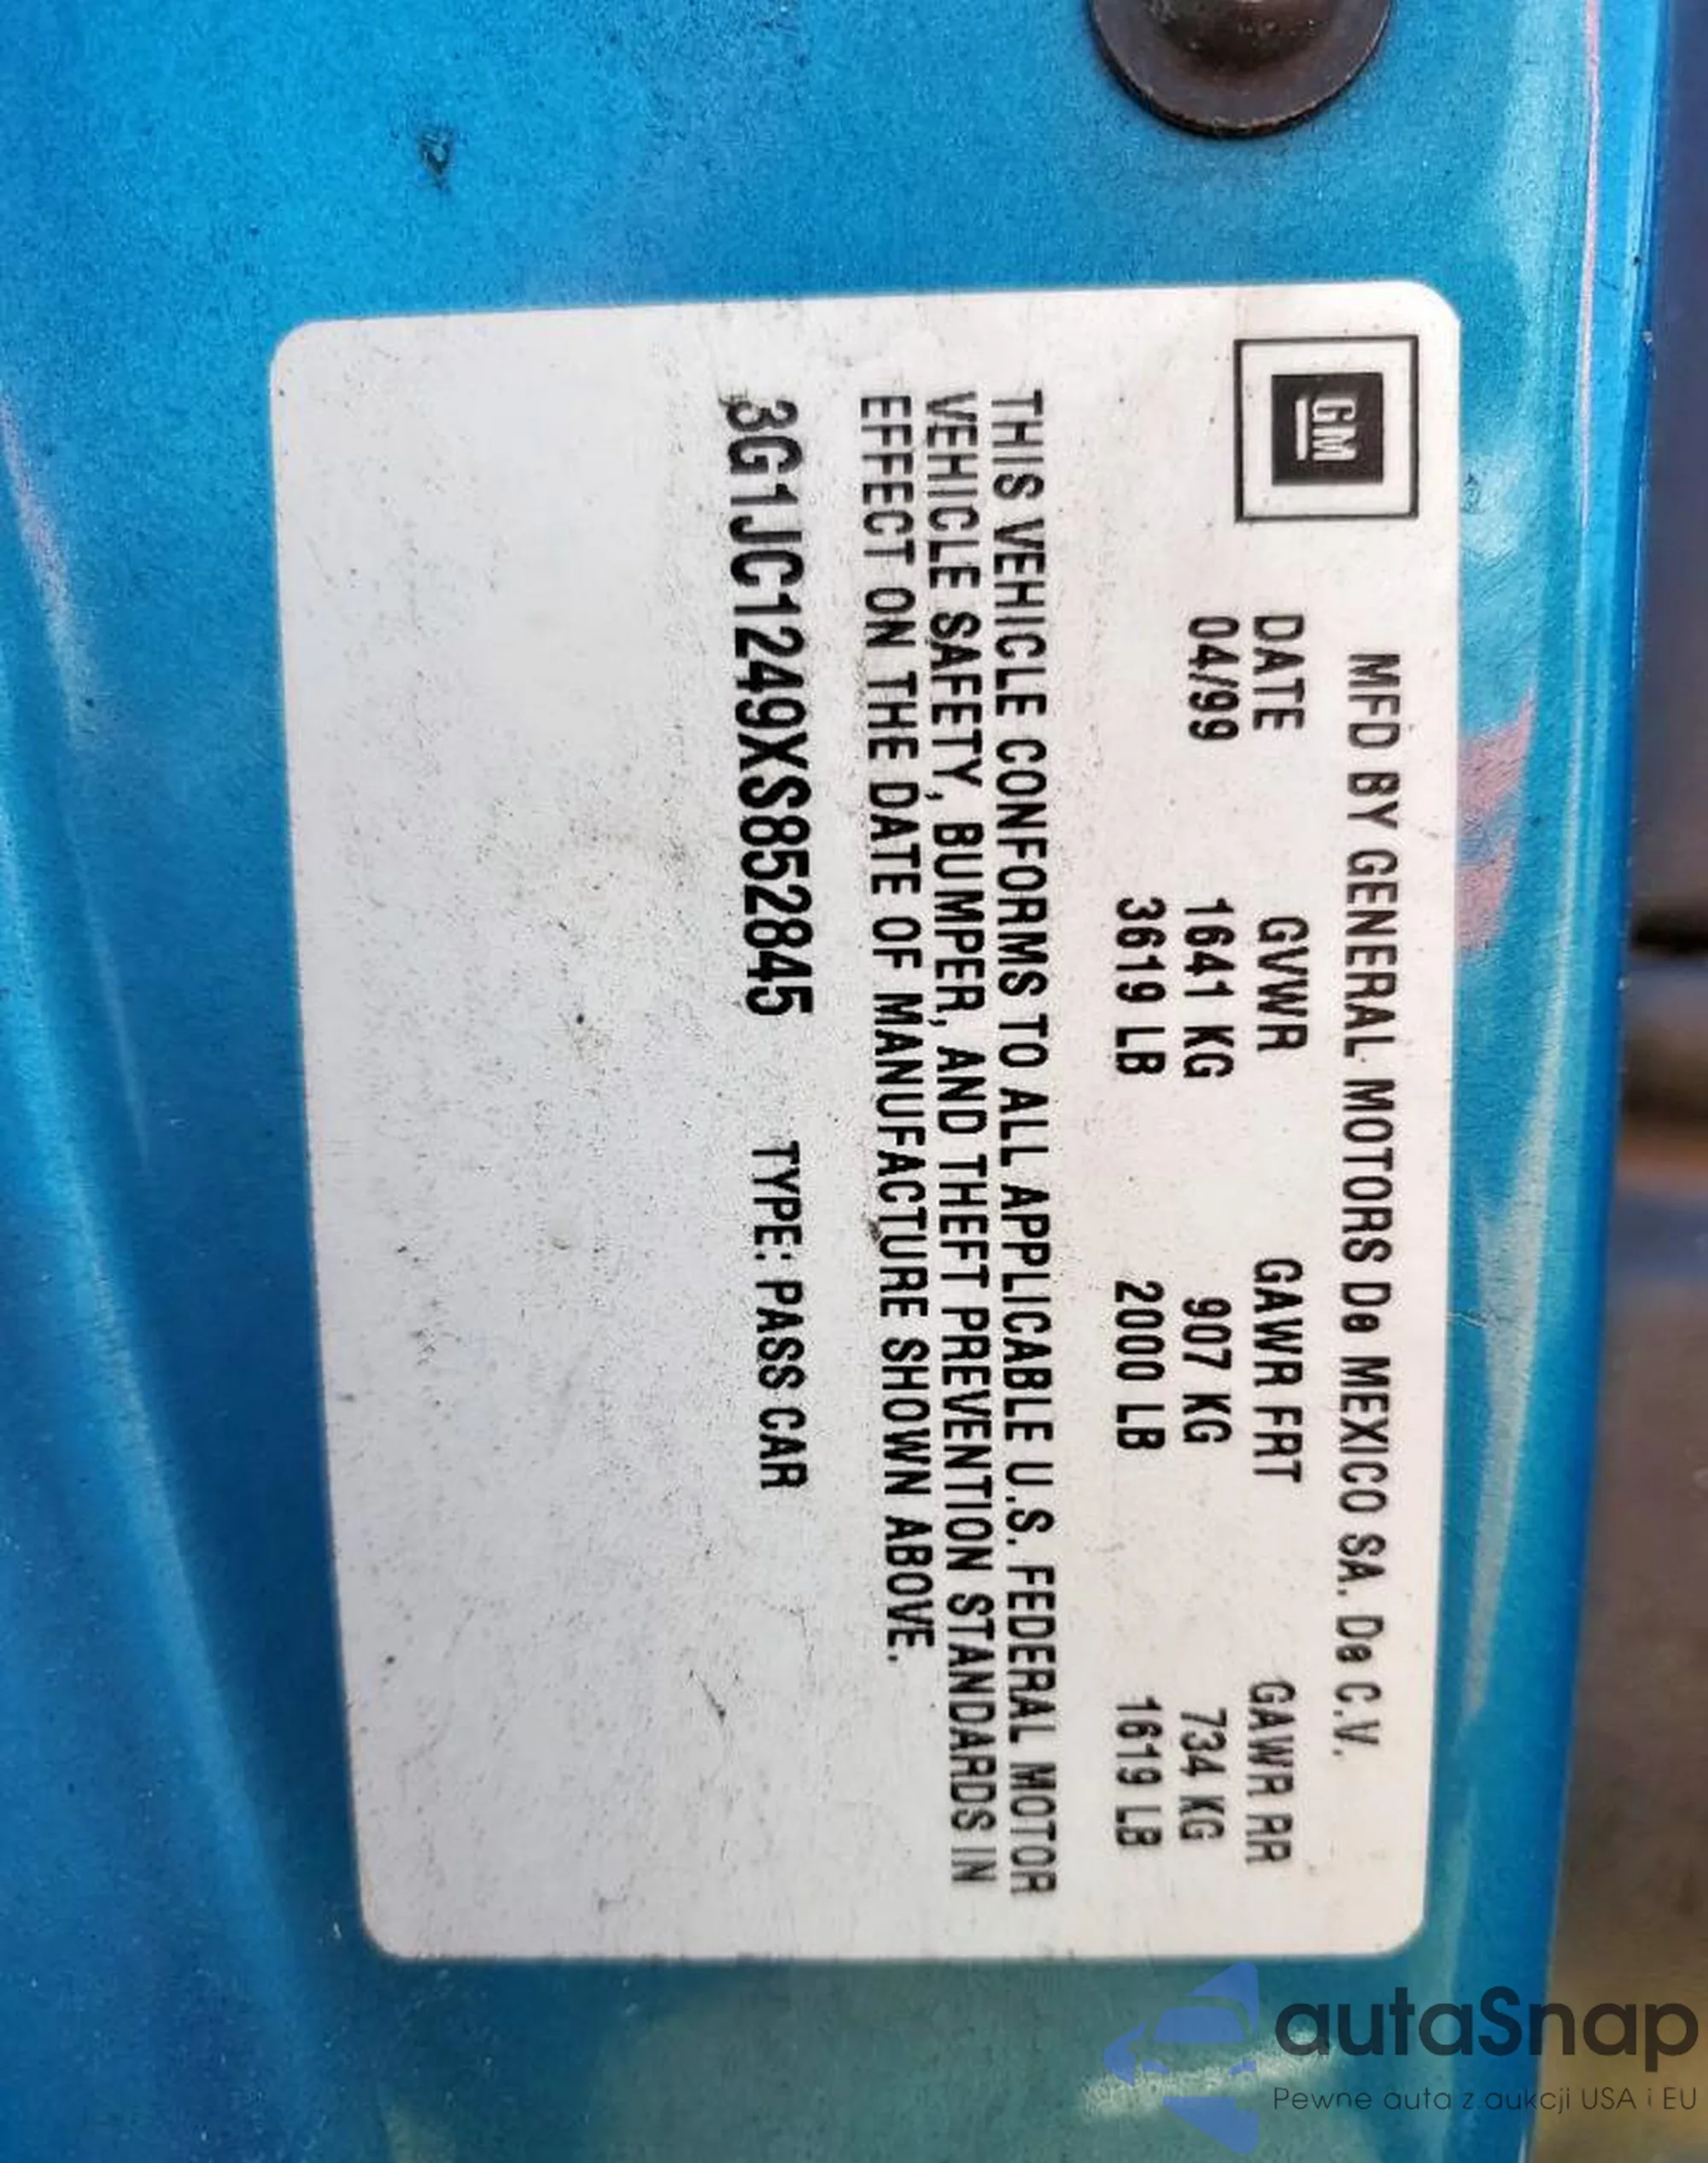 GM
MFD BY GENERAL MOTORS De MEXICO SA. De C.V.
DATE GVWR GAWR FRT GAWR RR
04/99 1641 KG 907 KG 734 KG
3619 LB 2000 LB 1619 LB
THIS VEHICLE CONFORMS TO ALL APPLICABLE U.S. FEDERAL MOTOR
VEHICLE SAFETY, BUMPER, AND THEFT PREVENTION STANDARDS IN
EFFECT ON THE DATE OF MANUFACTURE SHOWN ABOVE.
3G1JC1249XS852845 TYPE: PASS CAR
autaSnap
Pewne auta z aukcji USA i EU